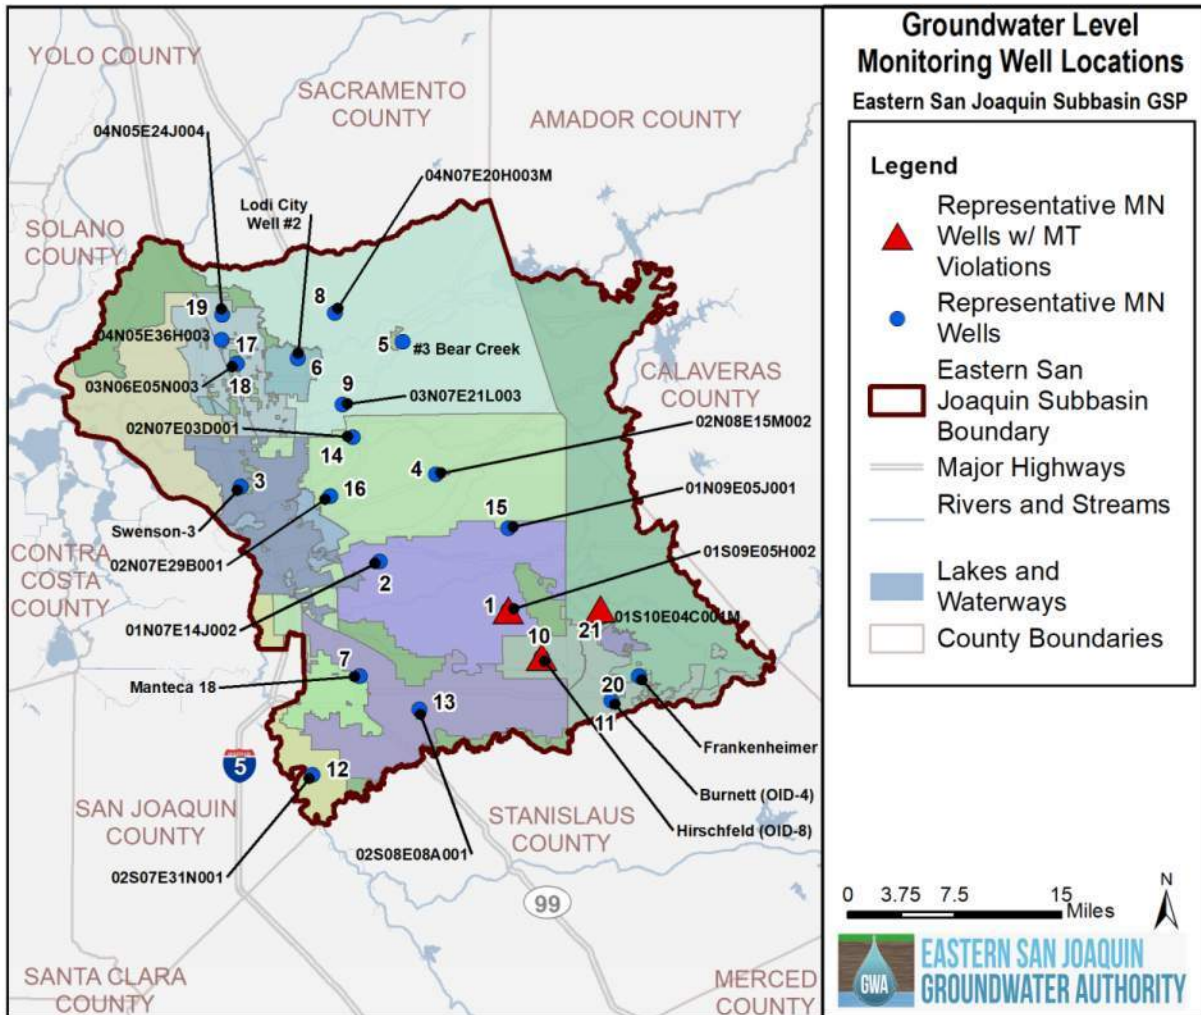 YOLO COUNTY
SACRAMENTO
COUNTY
AMADOR COUNTY
04N05E24J004
04N07E20H003M
Lodi City
Well #2
SOLANO
COUNTY
19
8
04N05E36H003
17
5
#3 Bear Creek
6
03N06E05N003
18
9
03N07E21L003
CALAVERAS
COUNTY
02N07E03D001
14
02N08E15M002
4
3
16
15
01N09E05J001
Swenson-3
CONTRA
COSTA
COUNTY
02N07E29B001
2
01S09E05H002
1
01S10E04C001M
01N07E14J002
10
21
7
Manteca 18
13
20
11
Frankenheimer
5
12
Burnett (OID-4)
SAN JOAQUIN
COUNTY
STANISLAUS
COUNTY
Hirschfeld (OID-8)
02S08E08A001
02S07E31N001
99
SANTA CLARA
COUNTY
MERCED
COUNTY
Groundwater Level
Monitoring Well Locations
Eastern San Joaquin Subbasin GSP
Legend
Representative MN
Wells w/ MT
Violations
Representative MN
Wells
Eastern San
Joaquin Subbasin
Boundary
Major Highways
Rivers and Streams
Lakes and
Waterways
County Boundaries
N
0 3.75 7.5 15
Miles
GWA
EASTERN SAN JOAQUIN
GROUNDWATER AUTHORITY